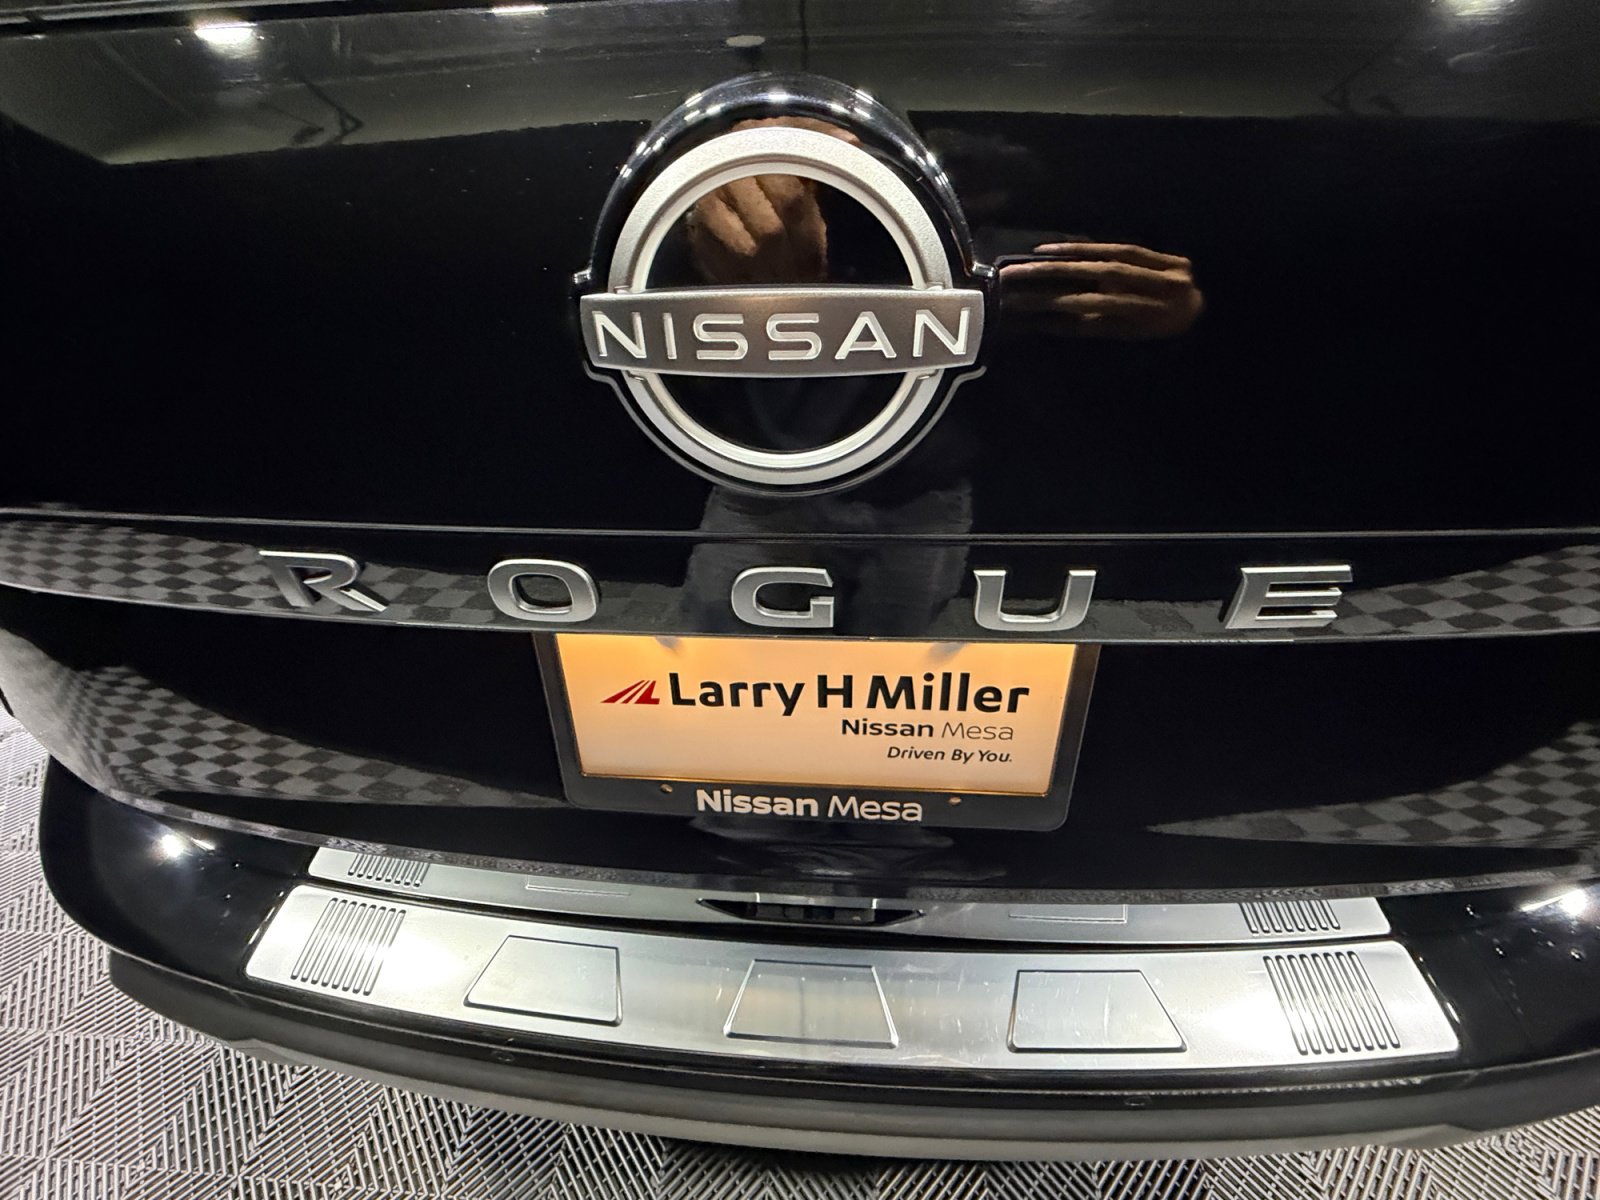 NISSAN
ROGUE
Larry H Miller
Nissan Mesa
Driven By You.
Nissan Mesa